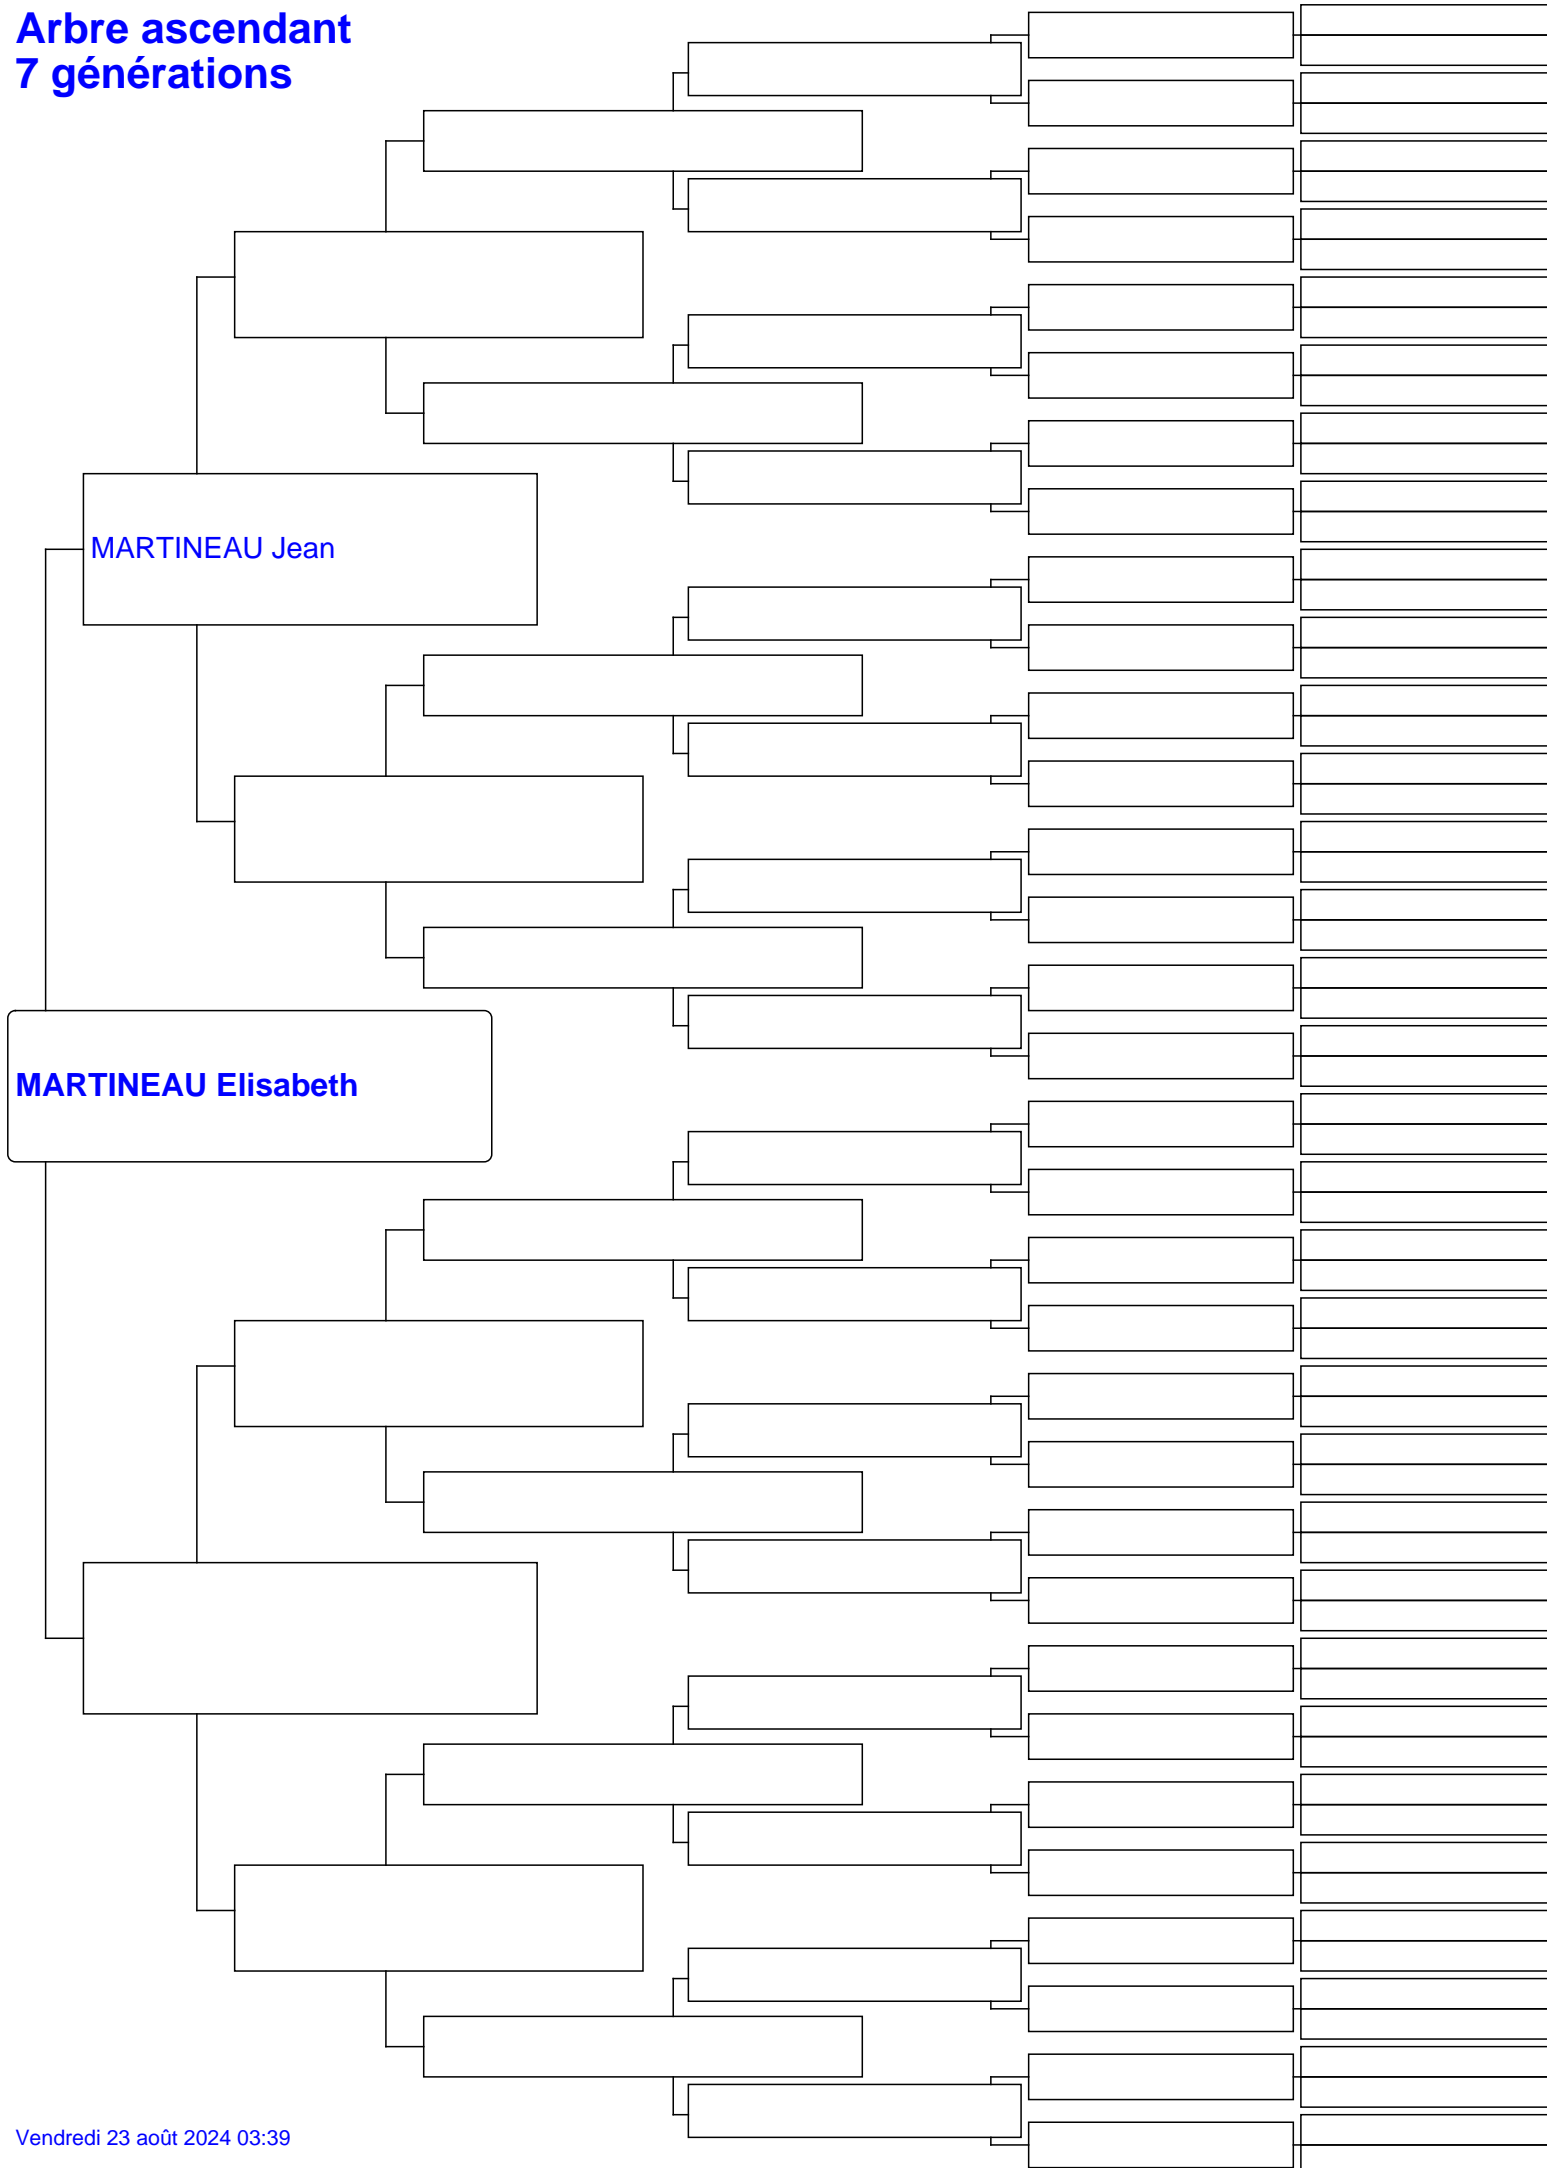 Arbre ascendant
7 générations
MARTINEAU Jean
MARTINEAU Elisabeth
Vendredi 23 août 2024 03:39